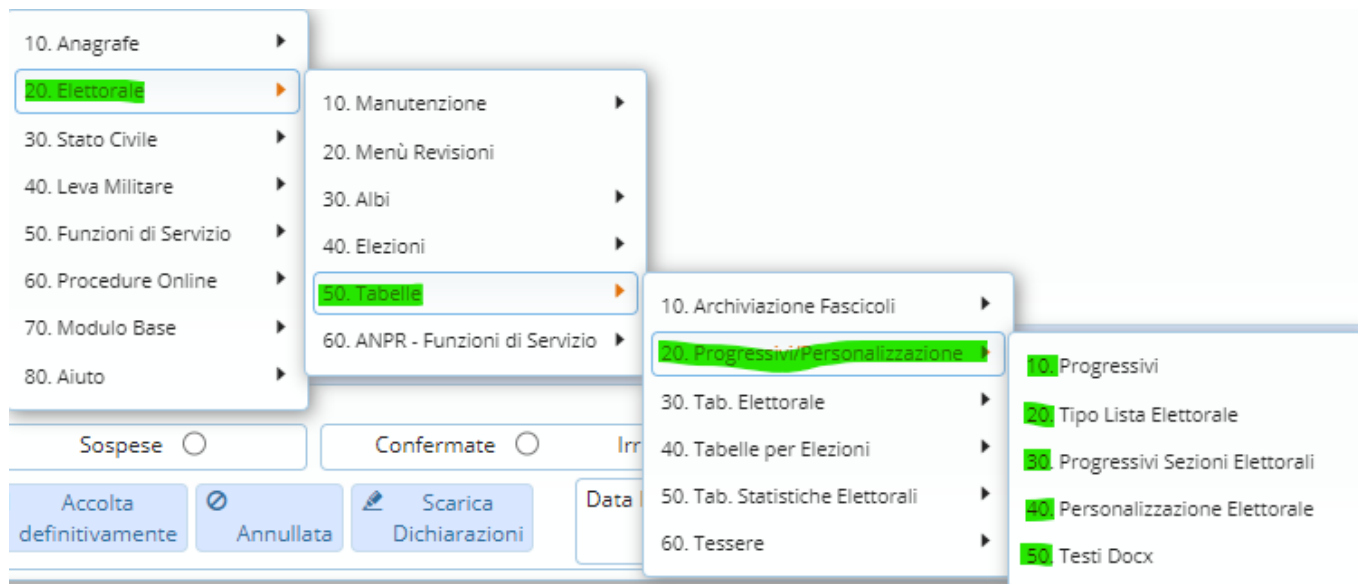 10. Anagrafe
20. Elettorale
30. Stato Civile
40. Leva Militare
50. Funzioni di Servizio
60. Procedure Online
70. Modulo Base
80. Aiuto
10. Manutenzione
20. Menù Revisioni
30. Albi
40. Elezioni
50. Tabelle
60. ANPR - Funzioni di Servizio
10. Archiviazione Fascicoli
20. Progressivi/Personalizzazione
30. Tab. Elettorale
40. Tabelle per Elezioni
50. Tab. Statistiche Elettorali
60. Tessere
10. Progressivi
20. Tipo Lista Elettorale
30. Progressivi Sezioni Elettorali
40. Personalizzazione Elettorale
50. Testi Docx
Sospese
Confermate
Accolta
definitivamente
Annullata
Scarica
Dichiarazioni
Data